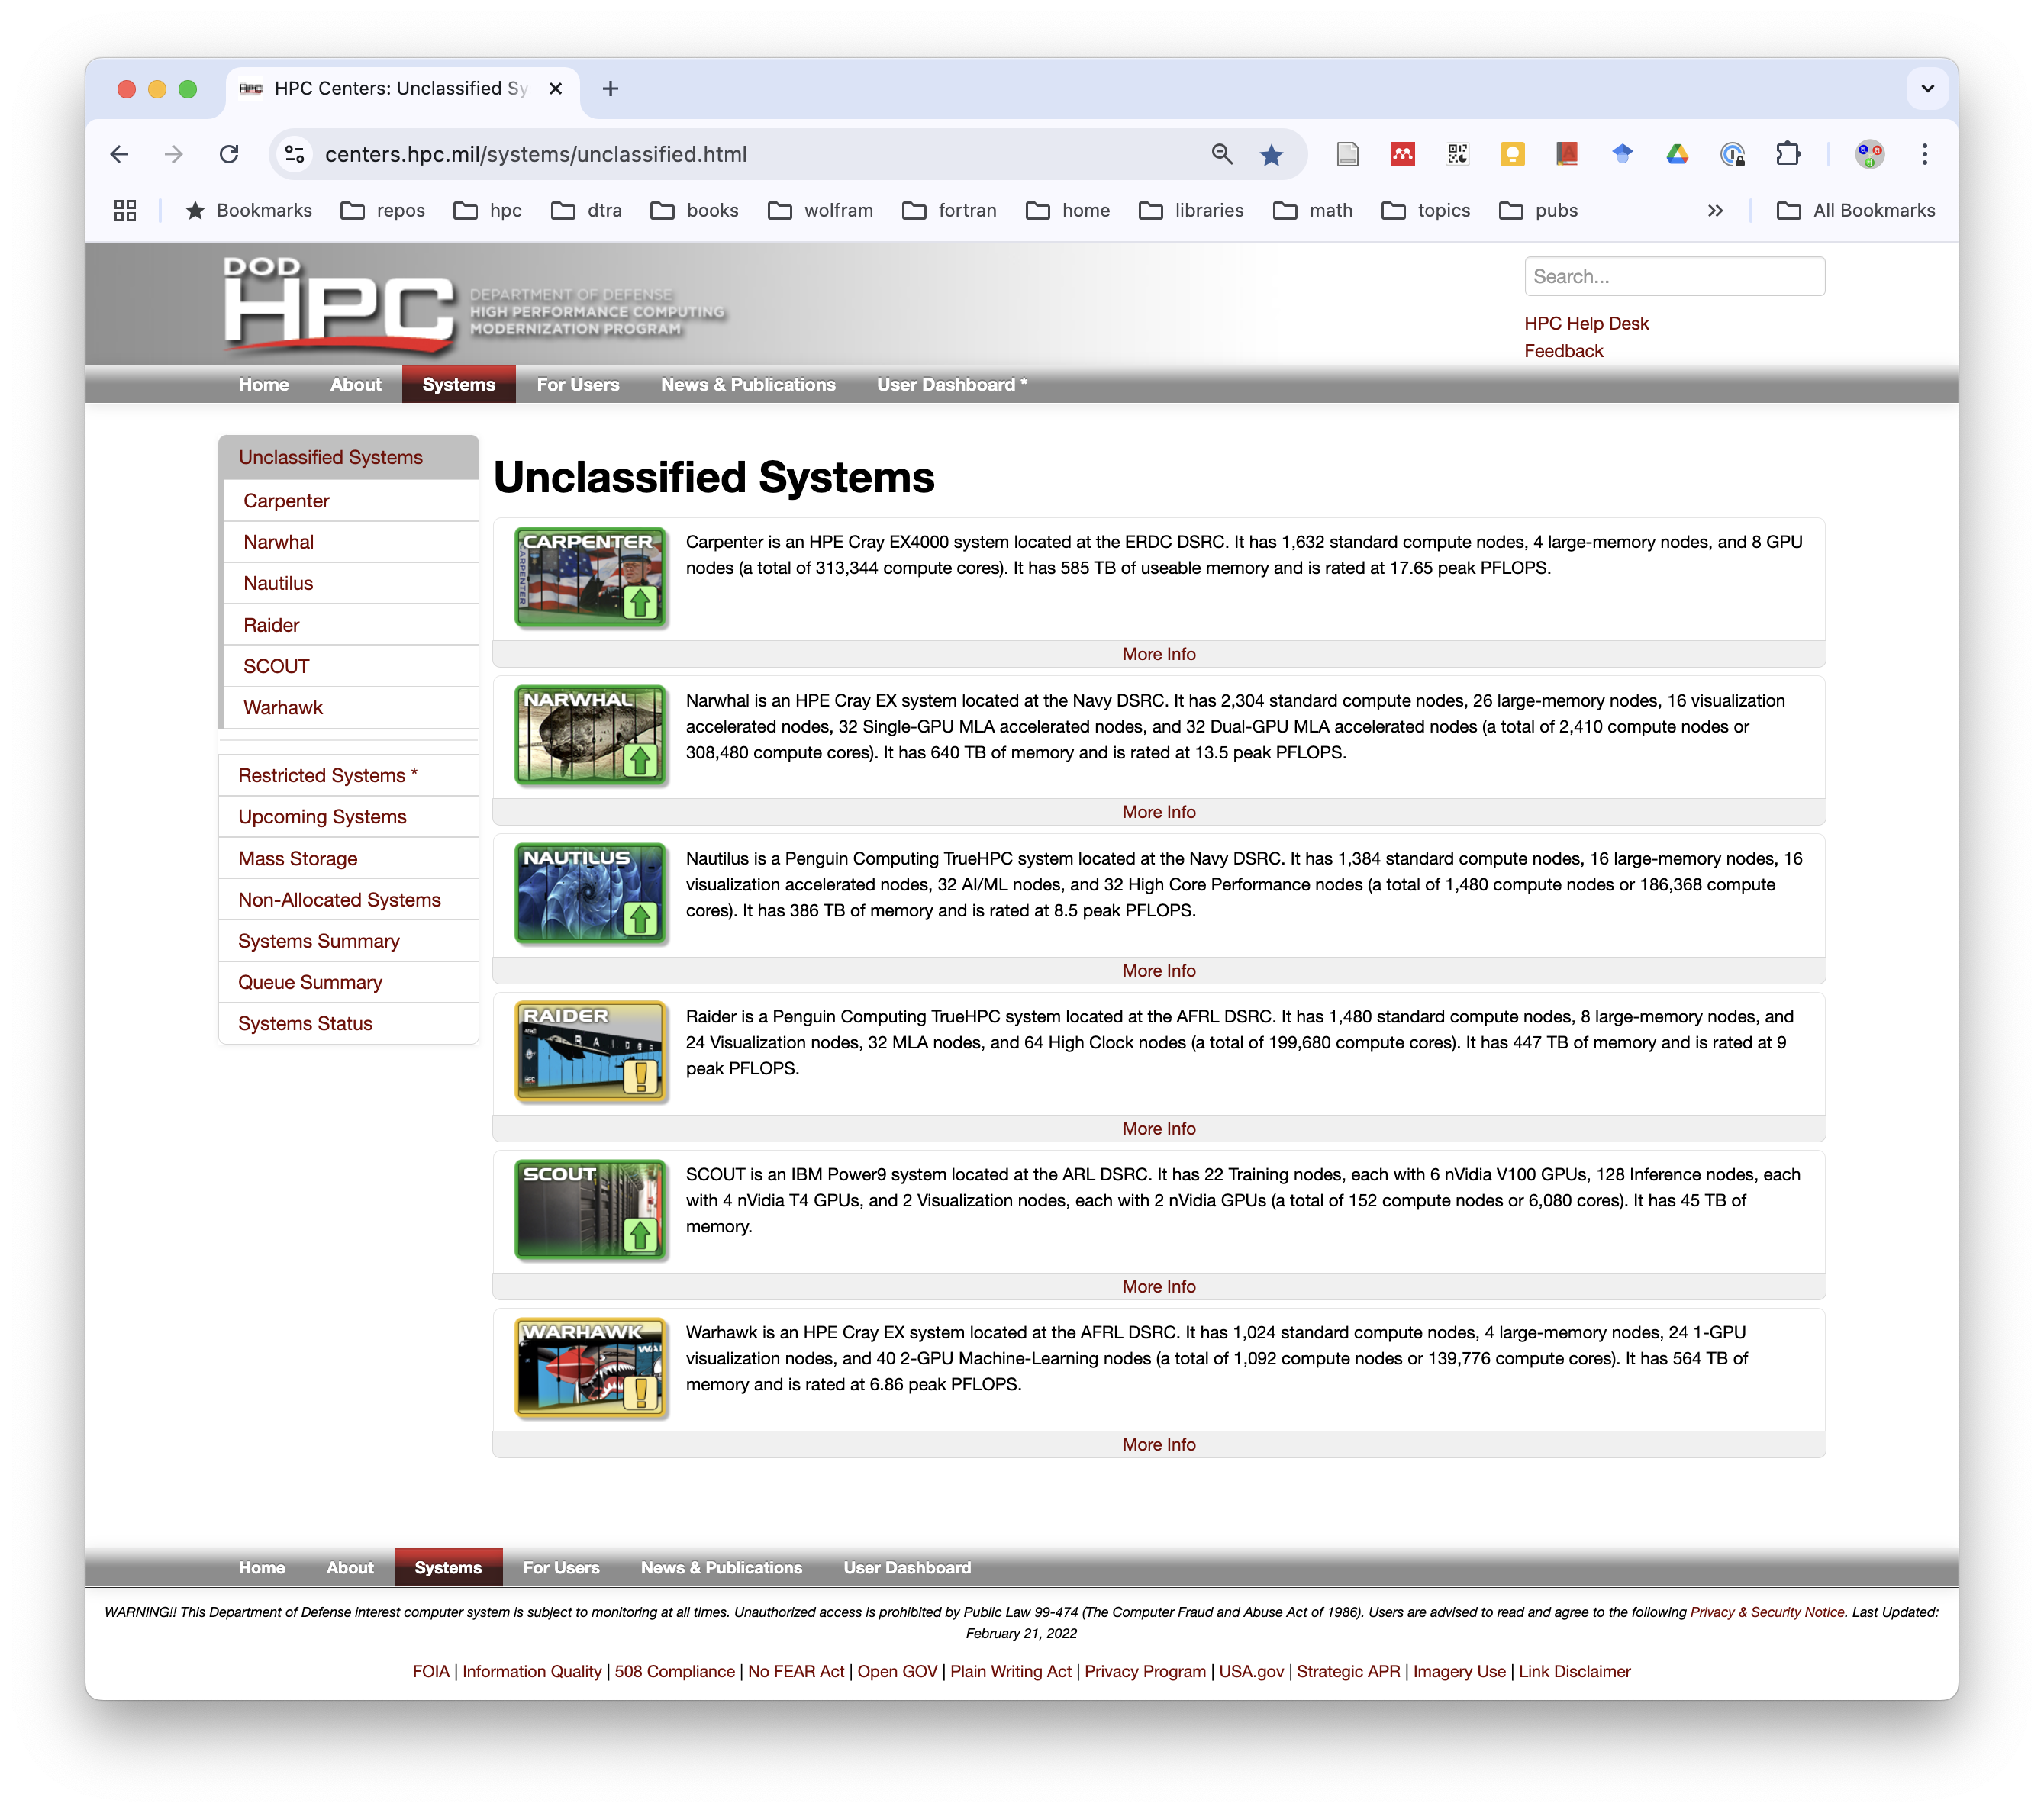 HPC Centers: Unclassified Sy
centers.hpc.mil/systems/unclassified.html
Bookmarks repos hpc dtra books wolfram fortran home libraries math topics pubs All Bookmarks
DOD
HPC
DEPARTMENT OF DEFENSE
HIGH PERFORMANCE COMPUTING
MODERNIZATION PROGRAM
Search...
HPC Help Desk
Feedback
Home About Systems For Users News & Publications User Dashboard *
Unclassified Systems
Carpenter
Narwhal
Nautilus
Raider
SCOUT
Warhawk
Restricted Systems *
Upcoming Systems
Mass Storage
Non-Allocated Systems
Systems Summary
Queue Summary
Systems Status
Unclassified Systems
CARPENTER
CARPENTER
Carpenter is an HPE Cray EX4000 system located at the ERDC DSRC. It has 1,632 standard compute nodes, 4 large-memory nodes, and 8 GPU
nodes (a total of 313,344 compute cores). It has 585 TB of useable memory and is rated at 17.65 peak PFLOPS.
More Info
NARWHAL
Narwhal is an HPE Cray EX system located at the Navy DSRC. It has 2,304 standard compute nodes, 26 large-memory nodes, 16 visualization
accelerated nodes, 32 Single-GPU MLA accelerated nodes, and 32 Dual-GPU MLA accelerated nodes (a total of 2,410 compute nodes or
308,480 compute cores). It has 640 TB of memory and is rated at 13.5 peak PFLOPS.
More Info
NAUTILUS
Nautilus is a Penguin Computing TrueHPC system located at the Navy DSRC. It has 1,384 standard compute nodes, 16 large-memory nodes, 16
visualization accelerated nodes, 32 AI/ML nodes, and 32 High Core Performance nodes (a total of 1,480 compute nodes or 186,368 compute
cores). It has 386 TB of memory and is rated at 8.5 peak PFLOPS.
More Info
RAIDER
RAIDER
Raider is a Penguin Computing TrueHPC system located at the AFRL DSRC. It has 1,480 standard compute nodes, 8 large-memory nodes, and
24 Visualization nodes, 32 MLA nodes, and 64 High Clock nodes (a total of 199,680 compute cores). It has 447 TB of memory and is rated at 9
peak PFLOPS.
More Info
SCOUT
SCOUT is an IBM Power9 system located at the ARL DSRC. It has 22 Training nodes, each with 6 nVidia V100 GPUs, 128 Inference nodes, each
with 4 nVidia T4 GPUs, and 2 Visualization nodes, each with 2 nVidia GPUs (a total of 152 compute nodes or 6,080 cores). It has 45 TB of
memory.
More Info
WARHAWK
Warhawk is an HPE Cray EX system located at the AFRL DSRC. It has 1,024 standard compute nodes, 4 large-memory nodes, 24 1-GPU
visualization nodes, and 40 2-GPU Machine-Learning nodes (a total of 1,092 compute nodes or 139,776 compute cores). It has 564 TB of
memory and is rated at 6.86 peak PFLOPS.
More Info
Home About Systems For Users News & Publications User Dashboard
WARNING!! This Department of Defense interest computer system is subject to monitoring at all times. Unauthorized access is prohibited by Public Law 99-474 (The Computer Fraud and Abuse Act of 1986). Users are advised to read and agree to the following Privacy & Security Notice. Last Updated:
February 21, 2022
FOIA | Information Quality | 508 Compliance | No FEAR Act | Open GOV | Plain Writing Act | Privacy Program | USA.gov | Strategic APR | Imagery Use | Link Disclaimer